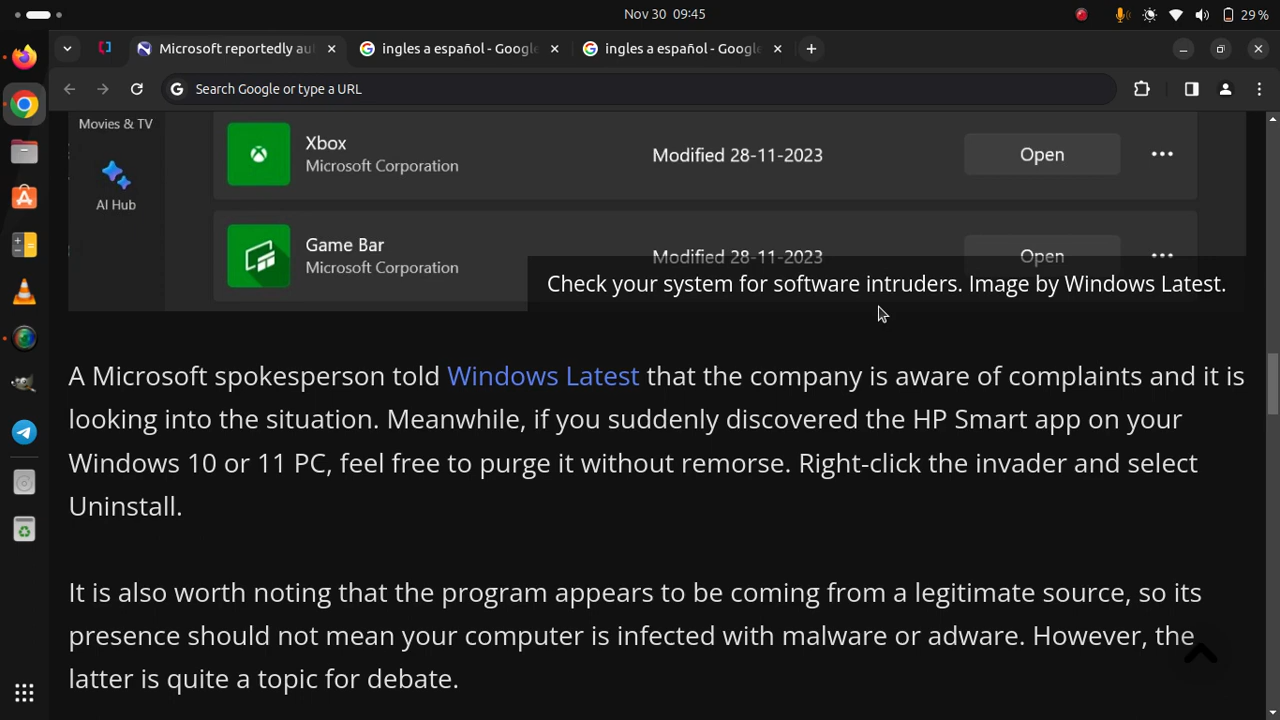 Nov 30 09:45
29 %
Microsoft reportedly au
ingles a español - Google
ingles a español - Google
Search Google or type a URL
Movies & TV
AI Hub
Xbox
Microsoft Corporation
Modified 28-11-2023
Open
Game Bar
Microsoft Corporation
Modified 28-11-2023
Open
Check your system for software intruders. Image by Windows Latest.
A Microsoft spokesperson told Windows Latest that the company is aware of complaints and it is
looking into the situation. Meanwhile, if you suddenly discovered the HP Smart app on your
Windows 10 or 11 PC, feel free to purge it without remorse. Right-click the invader and select
Uninstall.
It is also worth noting that the program appears to be coming from a legitimate source, so its
presence should not mean your computer is infected with malware or adware. However, the
latter is quite a topic for debate.